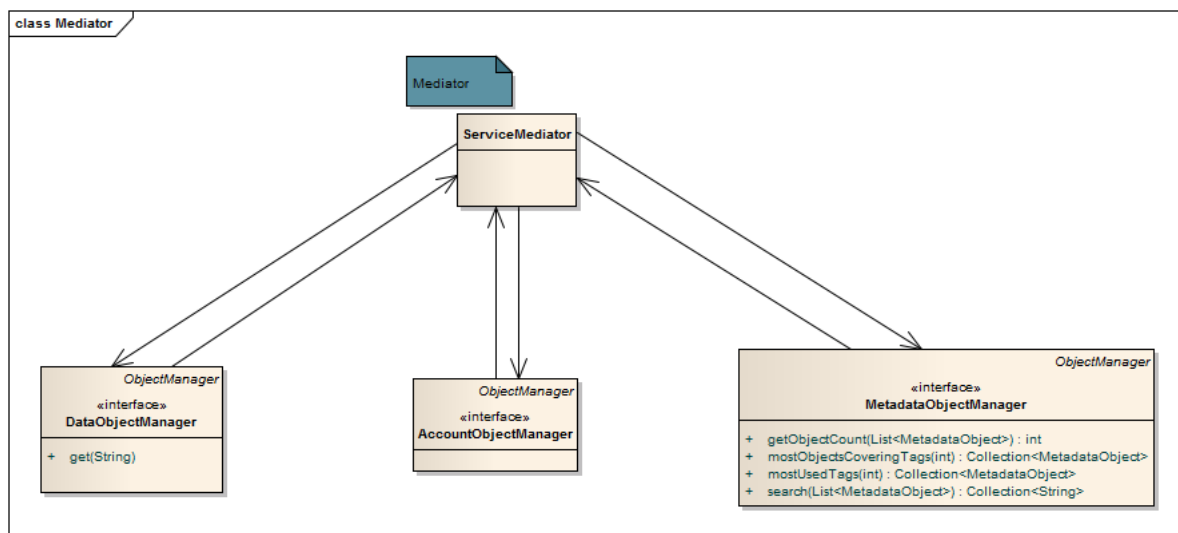 class Mediator
Mediator
ServiceMediator
ObjectManager
«interface»
DataObjectManager
+ get(String)
ObjectManager
«interface»
AccountObjectManager
ObjectManager
«interface»
MetadataObjectManager
+ getObjectCount(List<MetadataObject>) : int
+ mostObjectsCoveringTags(int) : Collection<MetadataObject>
+ mostUsedTags(int) : Collection<MetadataObject>
+ search(List<MetadataObject>) : Collection<String>